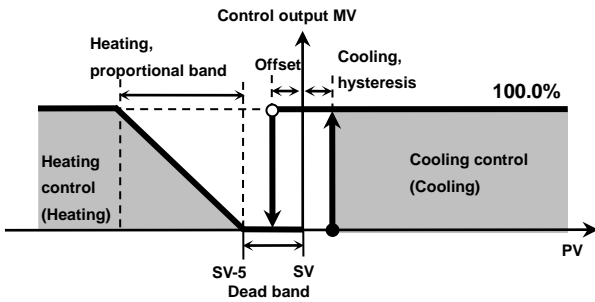 Control output MV
Heating,
proportional band
Offset
Cooling,
hysteresis
100.0%
Heating
control
(Heating)
Cooling control
(Cooling)
PV
SV-5
SV
Dead band